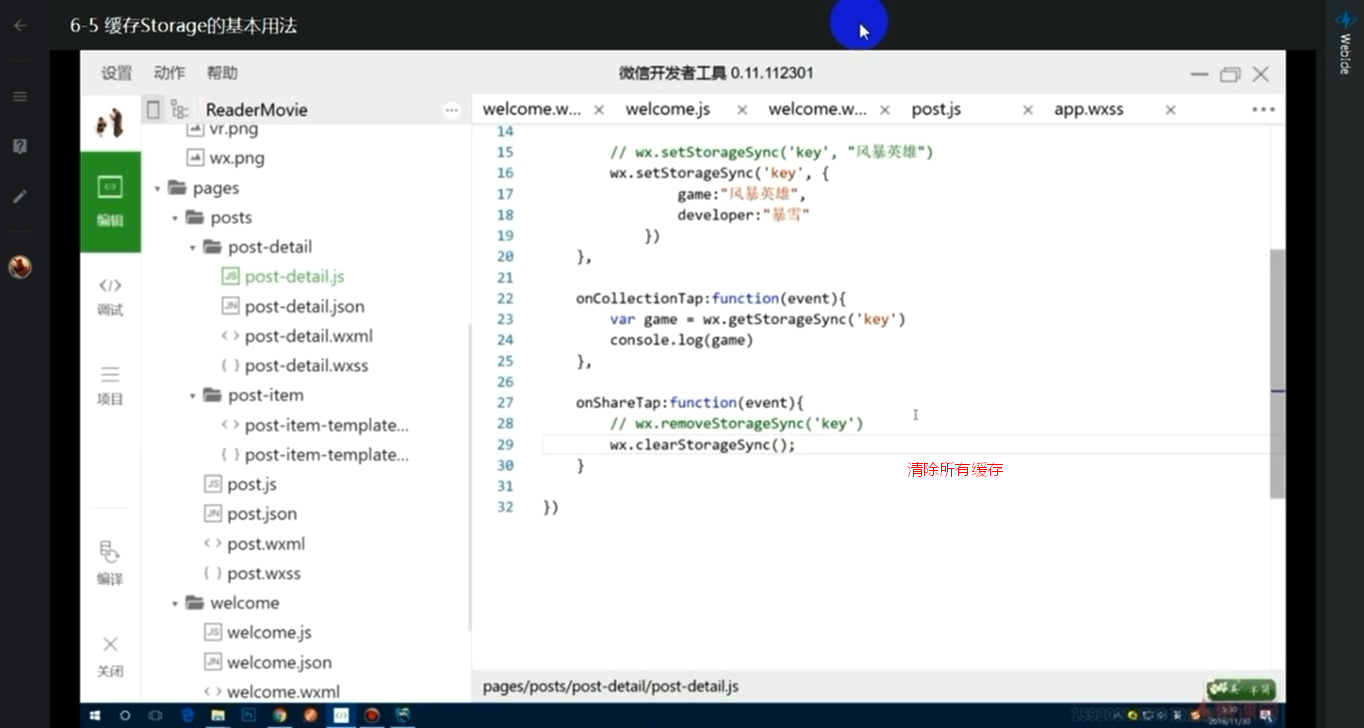 6-5 缓存Storage的基本用法
WebIde
设置 动作 帮助
微信开发者工具 0.11.112301
ReaderMovie
welcome.w... welcome.js welcome.w... post.js app.wxss
编辑
调试
项目
编译
关闭
vr.png
wx.png
pages
posts
post-detail
post-detail.js
post-detail.json
post-detail.wxml
post-detail.wxss
post-item
post-item-template...
post-item-template...
post.js
post.json
post.wxml
post.wxss
welcome
welcome.js
welcome.json
welcome.wxml
14
15 // wx.setStorageSync('key', "风暴英雄")
16 wx.setStorageSync('key', {
17 game:"风暴英雄",
18 developer:"暴雪"
19 })
20 },
21
22 onCollectionTap:function(event){
23 var game = wx.getStorageSync('key')
24 console.log(game)
25 },
26
27 onShareTap:function(event){
28 // wx.removeStorageSync('key')
29 wx.clearStorageSync();
30 }
31
32 })
清除所有缓存
pages/posts/post-detail/post-detail.js